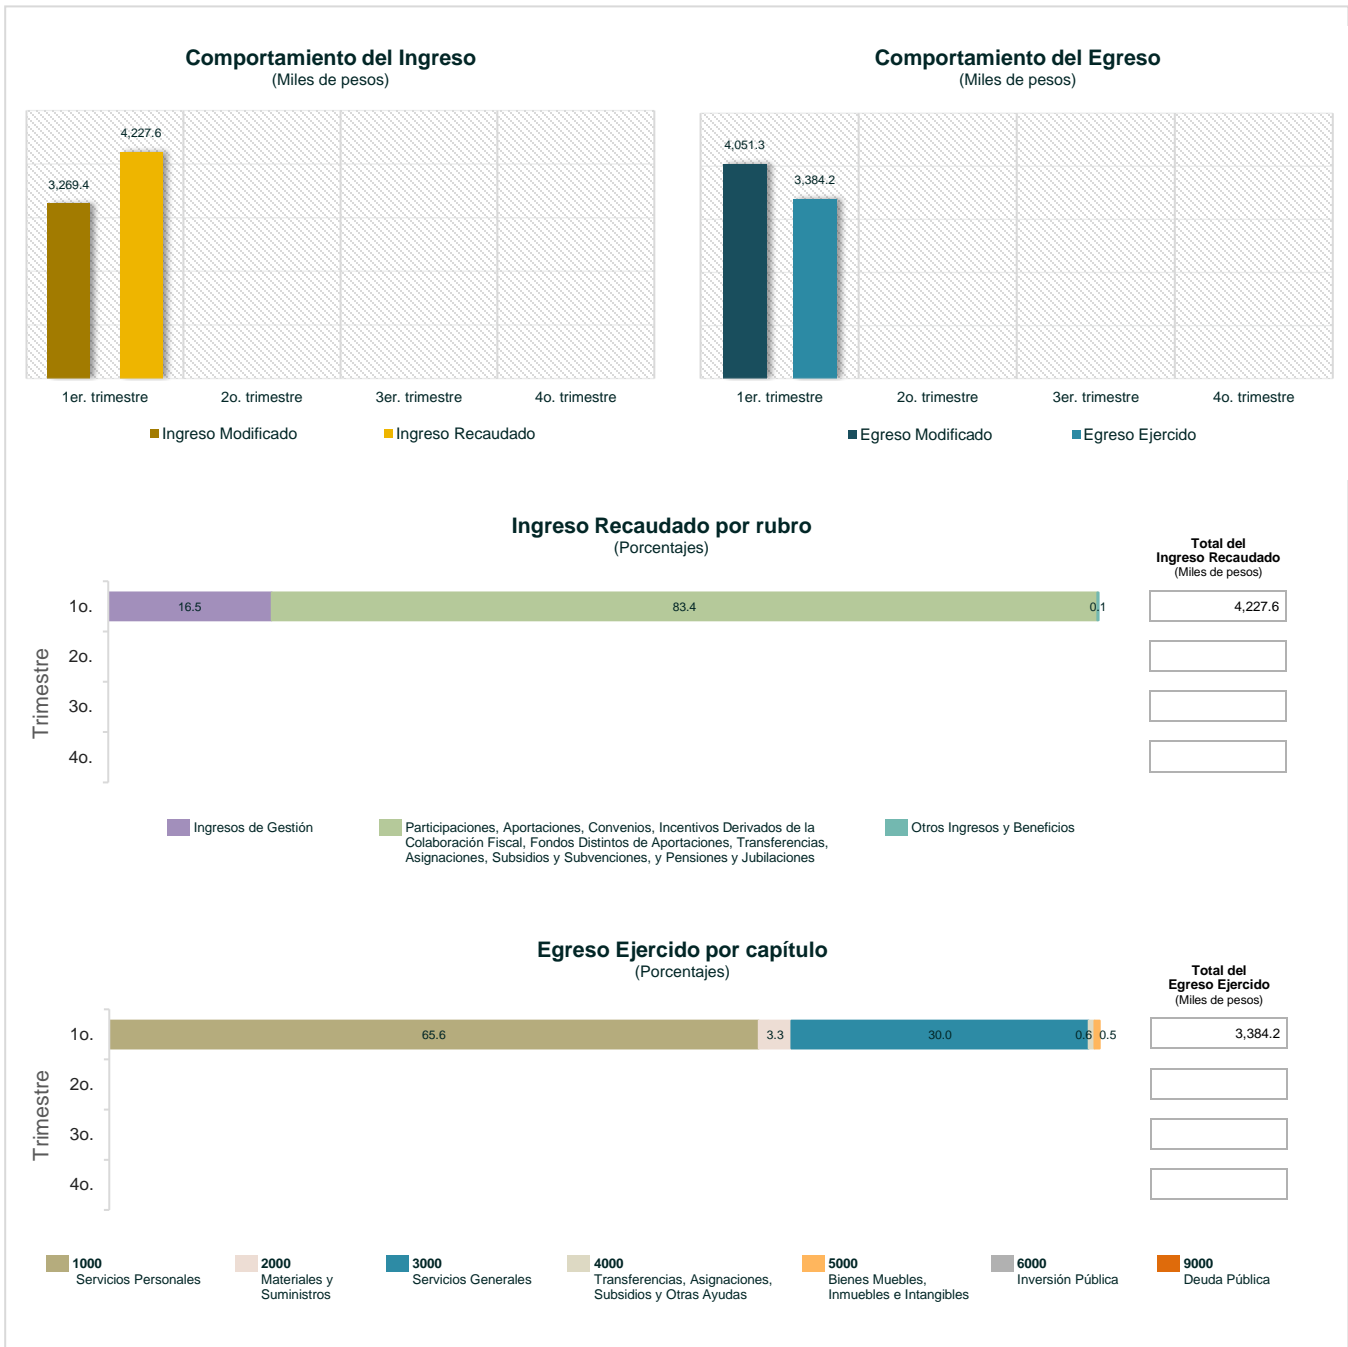 Comportamiento del Ingreso
(Miles de pesos)
4,227.6
3,269.4
1er. trimestre 2o. trimestre 3er. trimestre 4o. trimestre
Ingreso Modificado Ingreso Recaudado
Comportamiento del Egreso
(Miles de pesos)
4,051.3
3,384.2
1er. trimestre 2o. trimestre 3er. trimestre 4o. trimestre
Egreso Modificado Egreso Ejercido
Ingreso Recaudado por rubro
(Porcentajes)
Total del
Ingreso Recaudado
(Miles de pesos)
Trimestre
1o. 16.5 83.4 0.1 4,227.6
2o.
3o.
4o.
Ingresos de Gestión
Participaciones, Aportaciones, Convenios, Incentivos Derivados de la
Colaboración Fiscal, Fondos Distintos de Aportaciones, Transferencias,
Asignaciones, Subsidios y Subvenciones, y Pensiones y Jubilaciones
Otros Ingresos y Beneficios
Egreso Ejercido por capítulo
(Porcentajes)
Total del
Egreso Ejercido
(Miles de pesos)
Trimestre
1o. 65.6 3.3 30.0 0.6 0.5 3,384.2
2o.
3o.
4o.
1000
Servicios Personales
2000
Materiales y
Suministros
3000
Servicios Generales
4000
Transferencias, Asignaciones,
Subsidios y Otras Ayudas
5000
Bienes Muebles,
Inmuebles e Intangibles
6000
Inversión Pública
9000
Deuda Pública